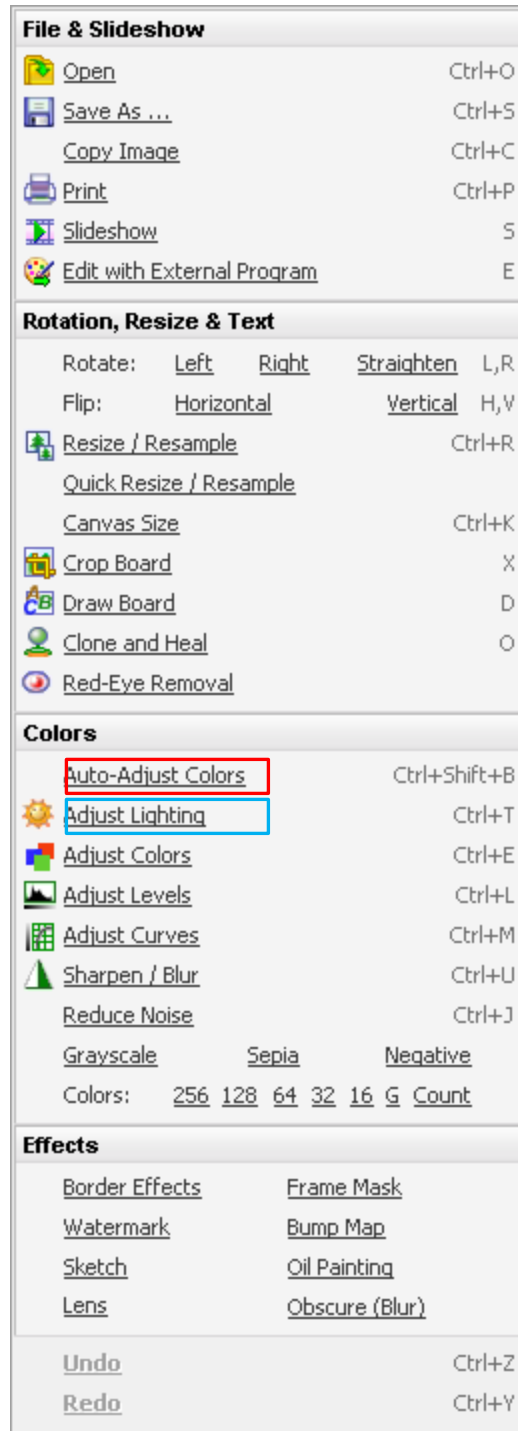 File & Slideshow
Open Ctrl+O
Save As ... Ctrl+S
Copy Image Ctrl+C
Print Ctrl+P
Slideshow S
Edit with External Program E
Rotation, Resize & Text
Rotate: Left Right Straighten L,R
Flip: Horizontal Vertical H,V
Resize / Resample Ctrl+R
Quick Resize / Resample
Canvas Size Ctrl+K
Crop Board X
Draw Board D
Clone and Heal O
Red-Eye Removal
Colors
Auto-Adjust Colors Ctrl+Shift+B
Adjust Lighting Ctrl+T
Adjust Colors Ctrl+E
Adjust Levels Ctrl+L
Adjust Curves Ctrl+M
Sharpen / Blur Ctrl+U
Reduce Noise Ctrl+J
Grayscale Sepia Negative
Colors: 256 128 64 32 16 G Count
Effects
Border Effects Frame Mask
Watermark Bump Map
Sketch Oil Painting
Lens Obscure (Blur)
Undo Ctrl+Z
Redo Ctrl+Y